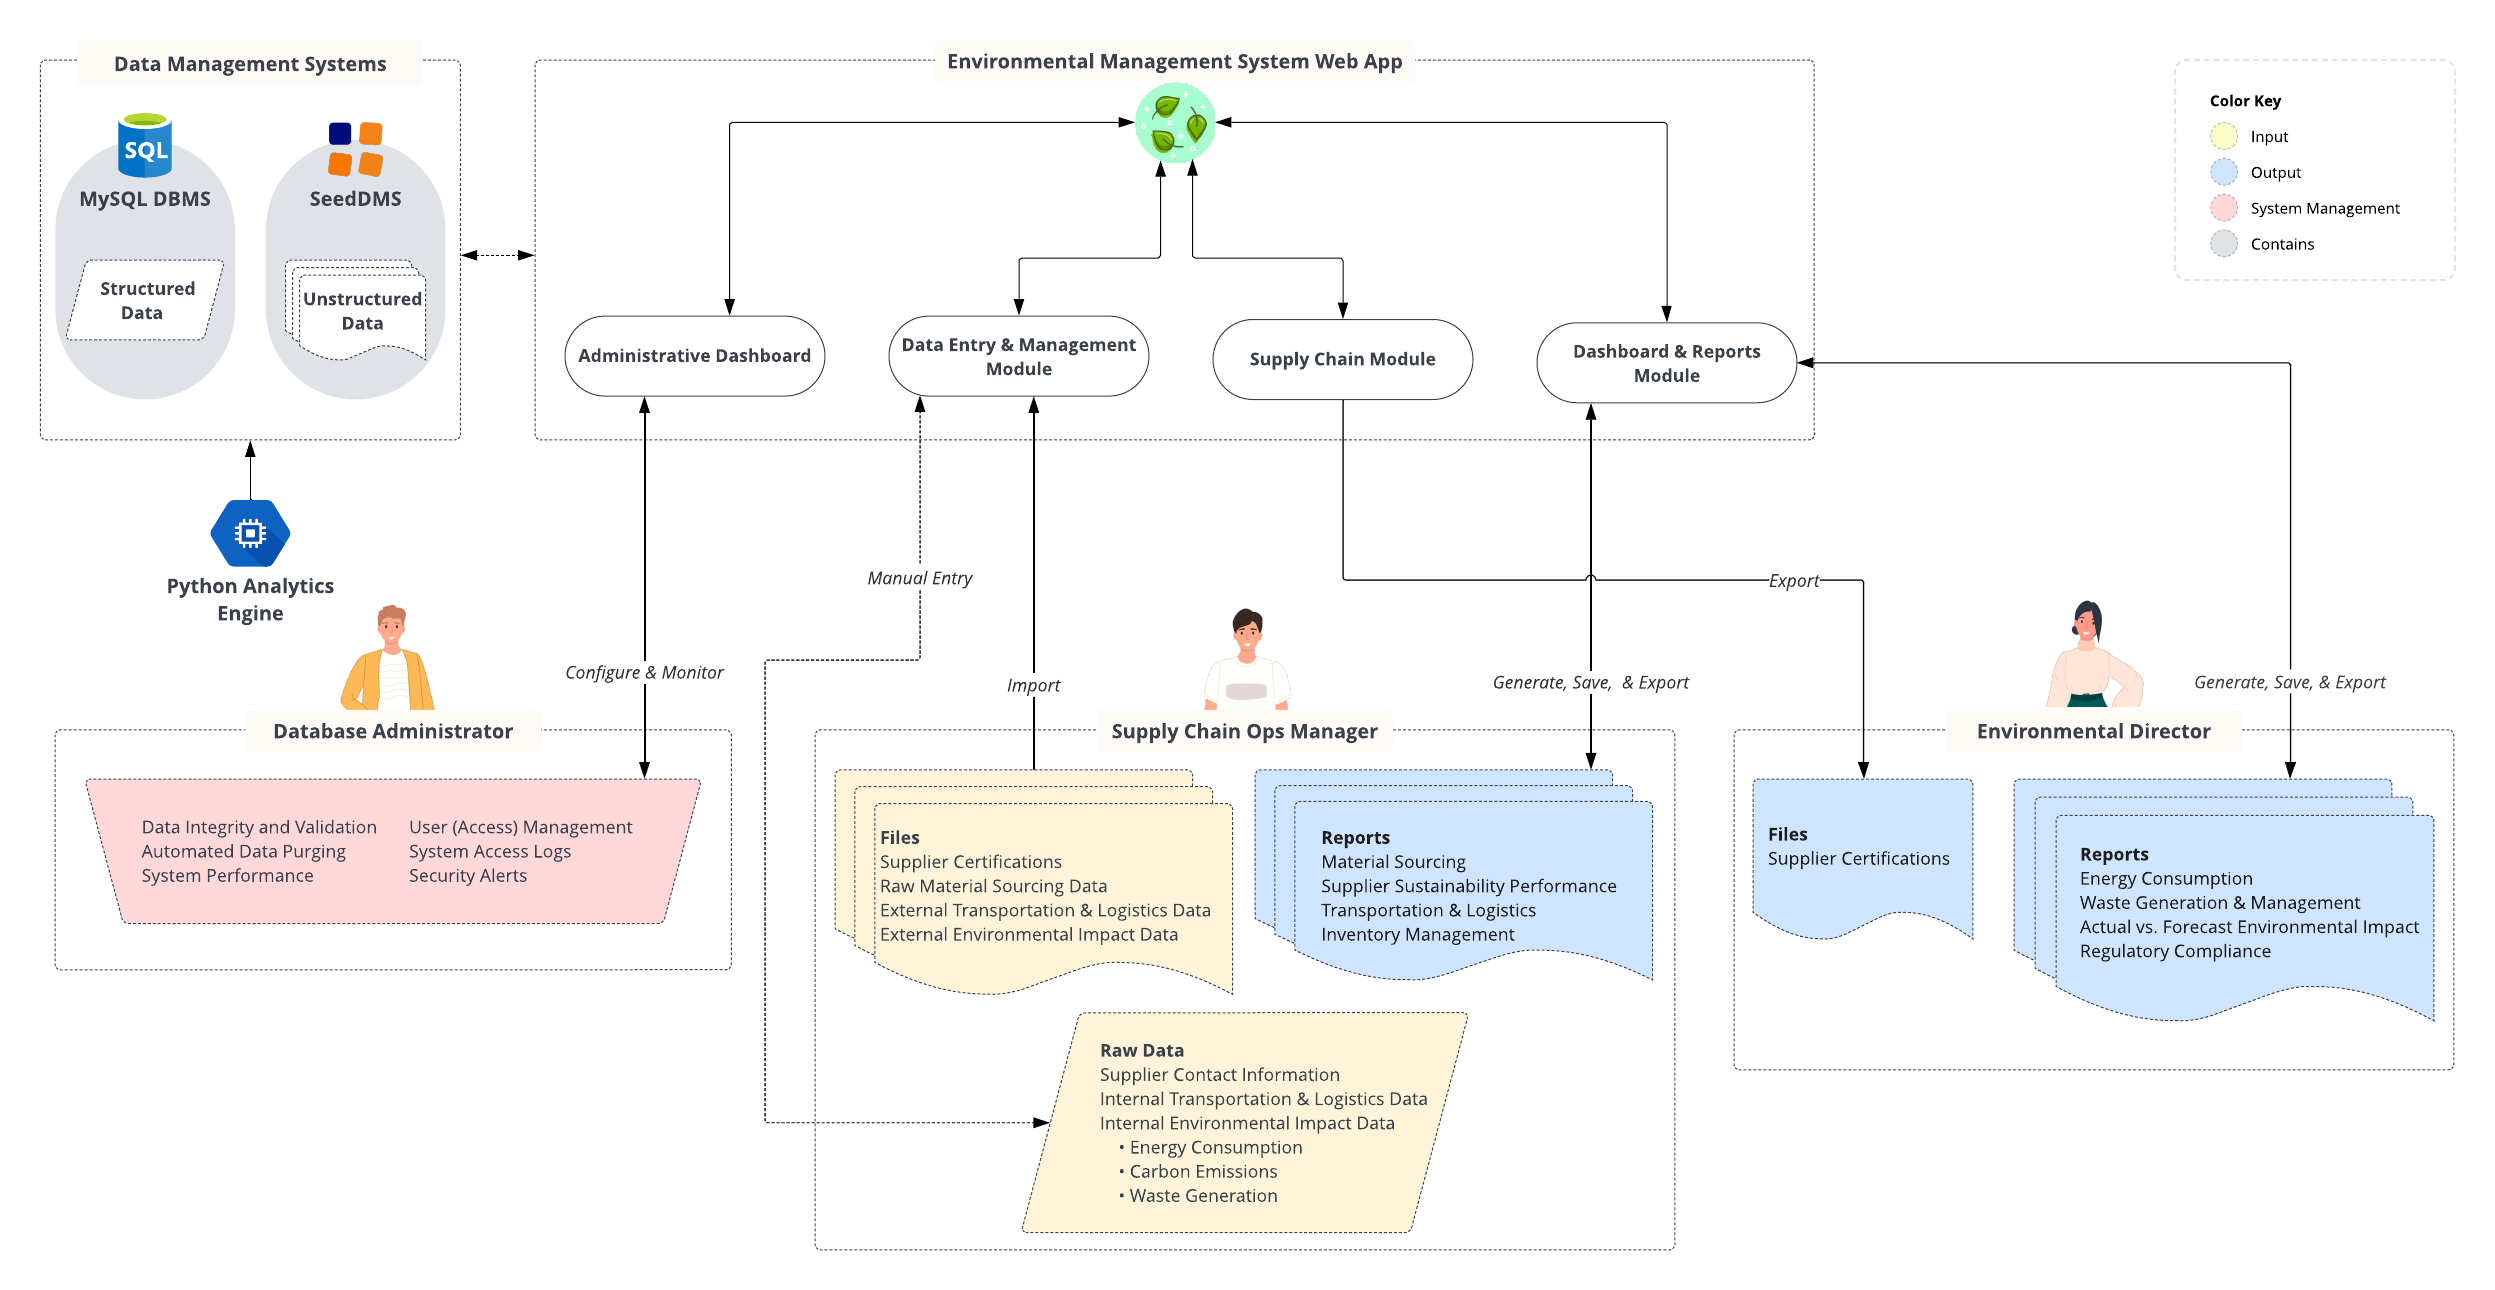 Data Management Systems
SQL
MySQL DBMS
Structured
Data
SeedDMS
Unstructured
Data
Python Analytics
Engine
Environmental Management System Web App
Administrative Dashboard
Data Entry & Management
Module
Supply Chain Module
Dashboard & Reports
Module
Color Key
Input
Output
System Management
Contains
Configure & Monitor
Manual Entry
Import
Generate, Save,  & Export
Export
Generate, Save, & Export
Database Administrator
Data Integrity and Validation
Automated Data Purging
System Performance
User (Access) Management
System Access Logs
Security Alerts
Supply Chain Ops Manager
Files
Supplier Certifications
Raw Material Sourcing Data
External Transportation & Logistics Data
External Environmental Impact Data
Reports
Material Sourcing
Supplier Sustainability Performance
Transportation & Logistics
Inventory Management
Raw Data
Supplier Contact Information
Internal Transportation & Logistics Data
Internal Environmental Impact Data
• Energy Consumption
• Carbon Emissions
• Waste Generation
Environmental Director
Files
Supplier Certifications
Reports
Energy Consumption
Waste Generation & Management
Actual vs. Forecast Environmental Impact
Regulatory Compliance